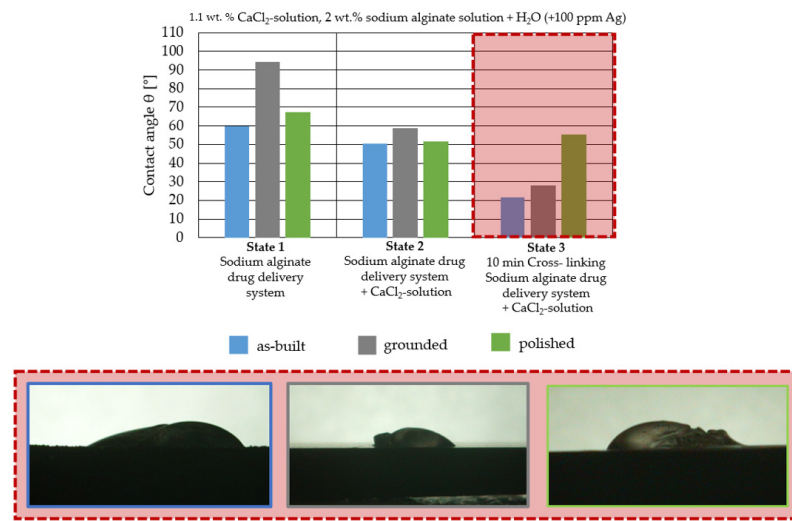 1.1 wt. % CaCl₂-solution, 2 wt.% sodium alginate solution + H₂O (+100 ppm Ag)
110
100
90
80
70
60
50
40
30
20
10
0
Contact angle θ [°]
State 1
Sodium alginate
drug delivery
system
State 2
Sodium alginate drug
delivery system
+ CaCl₂-solution
State 3
10 min Cross- linking
Sodium alginate drug
delivery system
+ CaCl₂-solution
as-built
grounded
polished